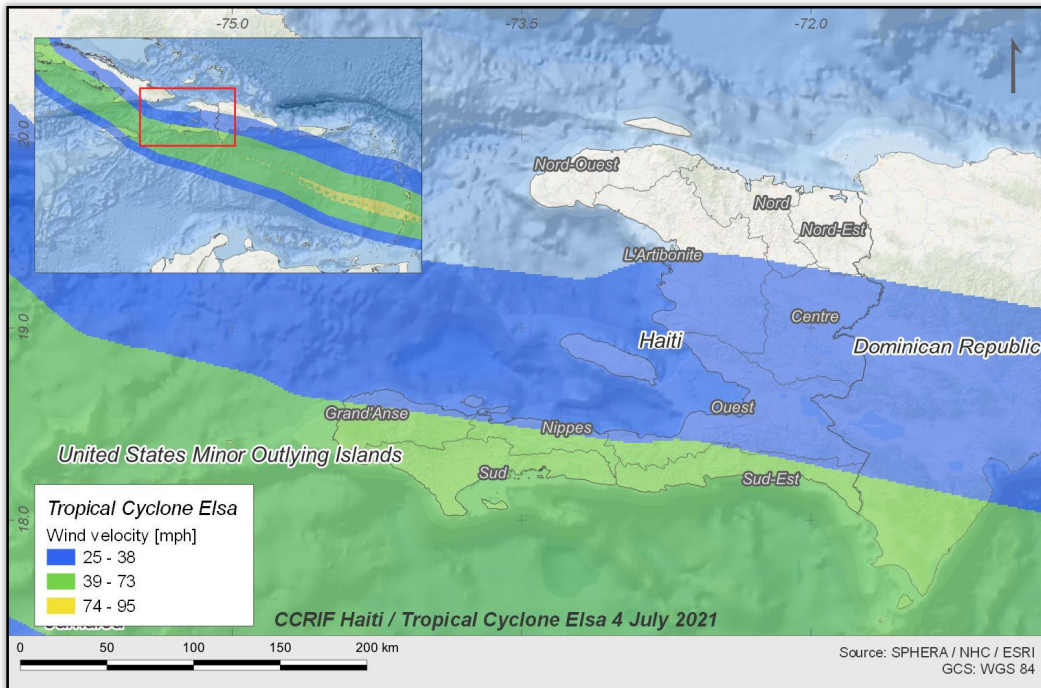 -75.0
-73.5
-72.0
20.0
Nord-Ouest
Nord
Nord-Est
L'Artibonite
19.0
Centre
Haiti
Dominican Republic
Ouest
Grand'Anse
Nippes
United States Minor Outlying Islands
Sud
Sud-Est
18.0
Tropical Cyclone Elsa
Wind velocity [mph]
25 - 38
39 - 73
74 - 95
Jamaica
CCRIF Haiti / Tropical Cyclone Elsa 4 July 2021
0 50 100 200 km
Source: SPHERA / NHC / ESRI
GCS: WGS 84